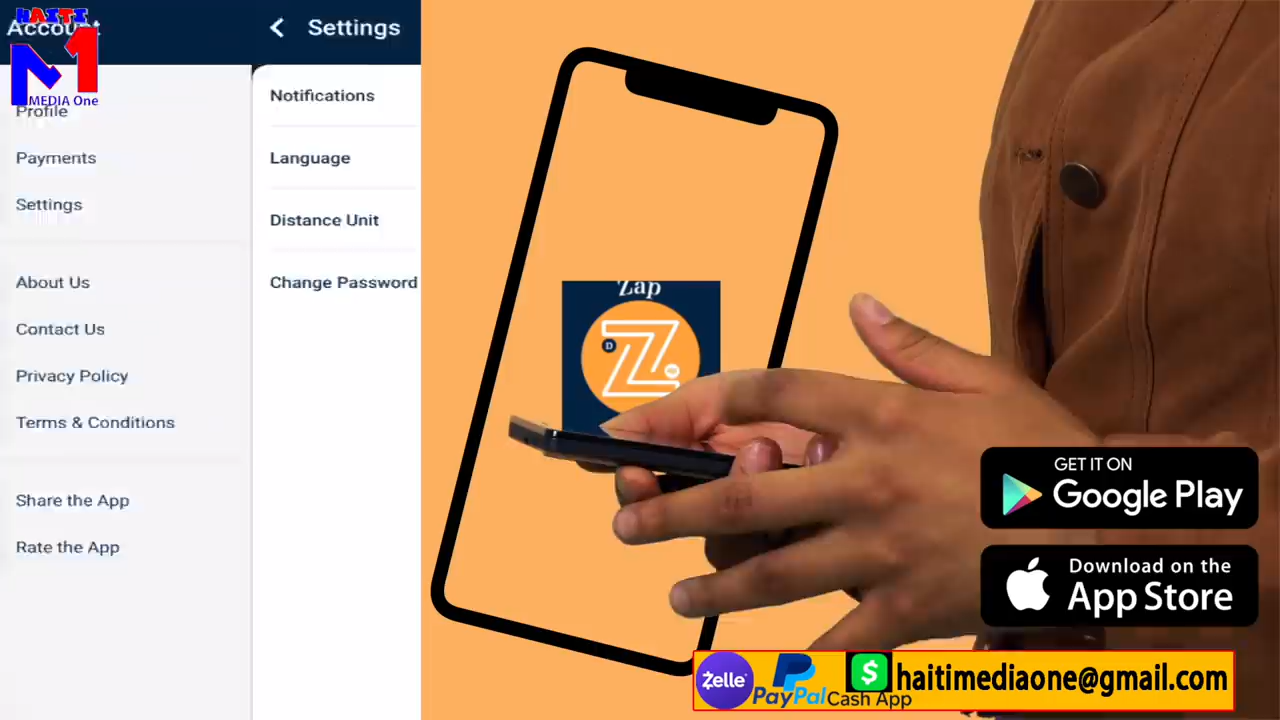 HAITI
M1
MEDIA One
Account
Profile
Payments
Settings
About Us
Contact Us
Privacy Policy
Terms & Conditions
Share the App
Rate the App
Settings
Notifications
Language
Distance Unit
Change Password
Zap
D
Z
GET IT ON
Google Play
Download on the
App Store
Zelle
PayPal
$
Cash App
haitimediaone@gmail.com